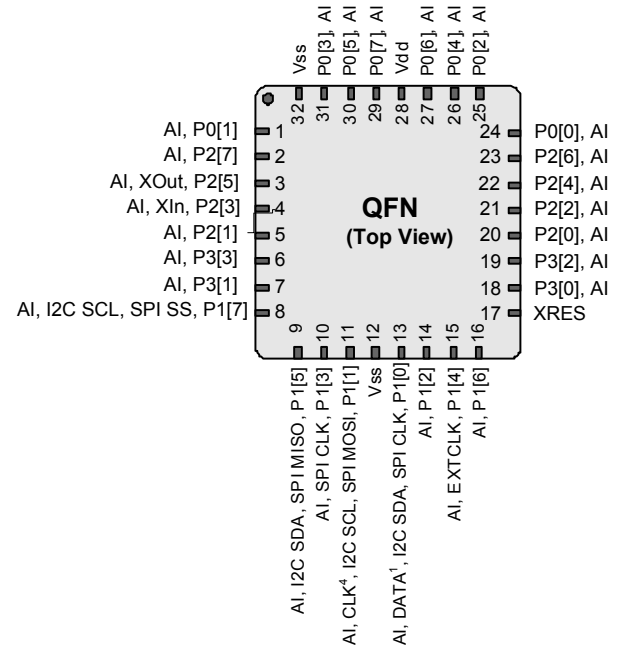 Vss
P0[3], AI
P0[5], AI
P0[7], AI
Vdd
P0[6], AI
P0[4], AI
P0[2], AI
32
31
30
29
28
27
26
25
AI, P0[1]
1
AI, P2[7]
2
AI, XOut, P2[5]
3
AI, XIn, P2[3]
4
AI, P2[1]
5
AI, P3[3]
6
AI, P3[1]
7
AI, I2C SCL, SPI SS, P1[7]
8
QFN
(Top View)
24
P0[0], AI
23
P2[6], AI
22
P2[4], AI
21
P2[2], AI
20
P2[0], AI
19
P3[2], AI
18
P3[0], AI
17
XRES
9
10
11
12
13
14
15
16
AI, I2C SDA, SPI MISO, P1[5]
AI, SPI CLK, P1[3]
AI, CLK⁴, I2C SCL, SPI MOSI, P1[1]
Vss
AI, DATA¹, I2C SDA, SPI CLK, P1[0]
AI, P1[2]
AI, EXTCLK, P1[4]
AI, P1[6]